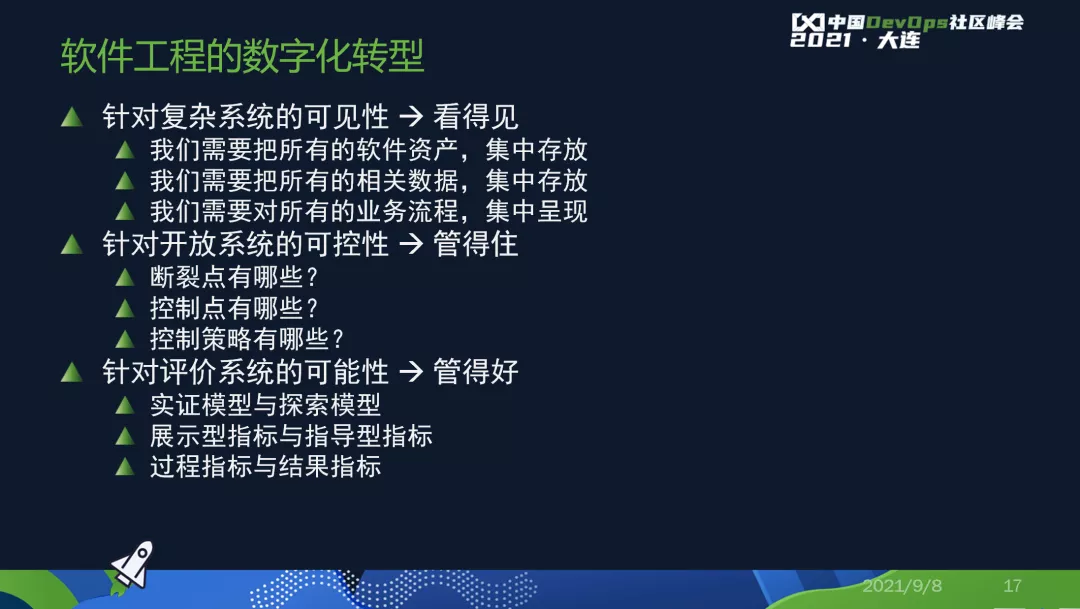 中国DevOps社区峰会
2021 · 大连
软件工程的数字化转型
针对复杂系统的可见性 → 看得见
我们需要把所有的软件资产，集中存放
我们需要把所有的相关数据，集中存放
我们需要对所有的业务流程，集中呈现
针对开放系统的可控性 → 管得住
断裂点有哪些？
控制点有哪些？
控制策略有哪些？
针对评价系统的可能性 → 管得好
实证模型与探索模型
展示型指标与指导型指标
过程指标与结果指标
2021/9/8
17